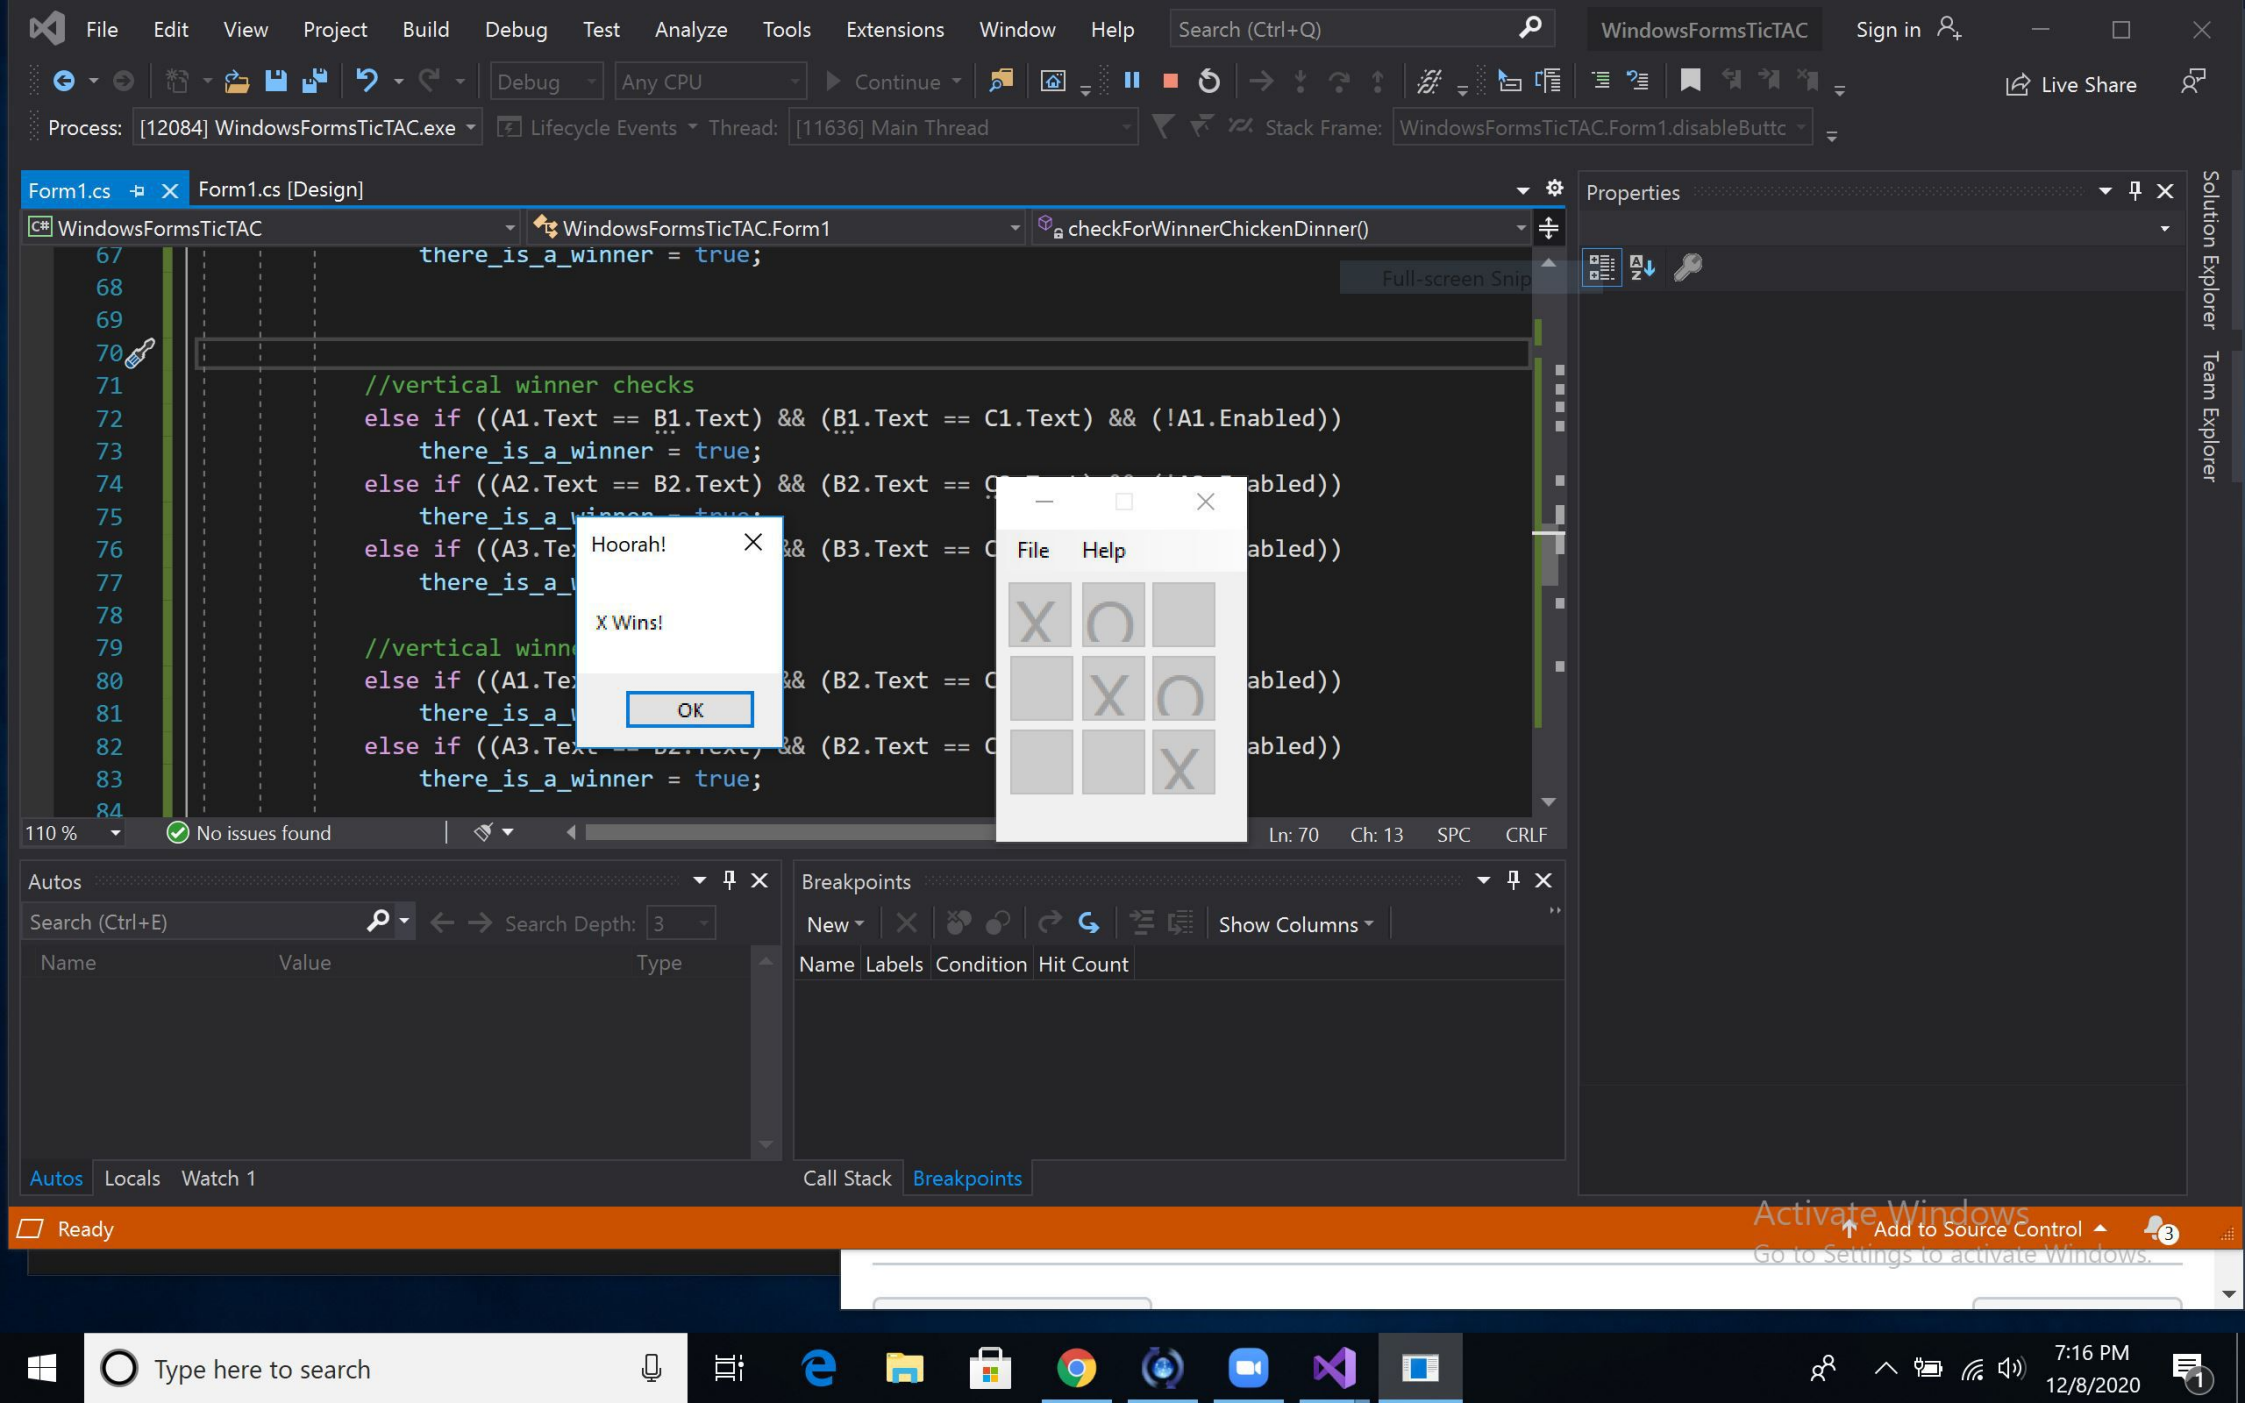 File Edit View Project Build Debug Test Analyze Tools Extensions Window Help Search (Ctrl+Q) WindowsFormsTicTAC Sign in
Debug Any CPU Continue Live Share
Process: [12084] WindowsFormsTicTAC.exe Lifecycle Events Thread: [11636] Main Thread Stack Frame: WindowsFormsTicTAC.Form1.disableButtc
Form1.cs Form1.cs [Design]
Properties
C# WindowsFormsTicTAC WindowsFormsTicTAC.Form1 checkForWinnerChickenDinner()
Solution Explorer
Team Explorer
67 there_is_a_winner = true;
Full-screen Snip
68
69
70
71 //vertical winner checks
72 else if ((A1.Text == B1.Text) && (B1.Text == C1.Text) && (!A1.Enabled))
73 there_is_a_winner = true;
74 else if ((A2.Text == B2.Text) && (B2.Text == abled))
75 there_is_a
76 else if ((A3.Te && (B3.Text == C abled))
77 there_is_a
78
79 //vertical winn
80 else if ((A1.Te && (B2.Text == C abled))
81 there_is_a
82 else if ((A3.Te && (B2.Text == C abled))
83 there_is_a_winner = true;
84
Hoorah!
X Wins!
OK
File Help
X O
X O
X
110 % No issues found Ln: 70 Ch: 13 SPC CRLF
Autos
Search (Ctrl+E) Search Depth: 3
Name Value Type
Autos Locals Watch 1
Breakpoints
New Show Columns
Name Labels Condition Hit Count
Call Stack Breakpoints
Activate Windows
Go to Settings to activate Windows.
Ready Add to Source Control 3
Type here to search
7:16 PM
12/8/2020
1